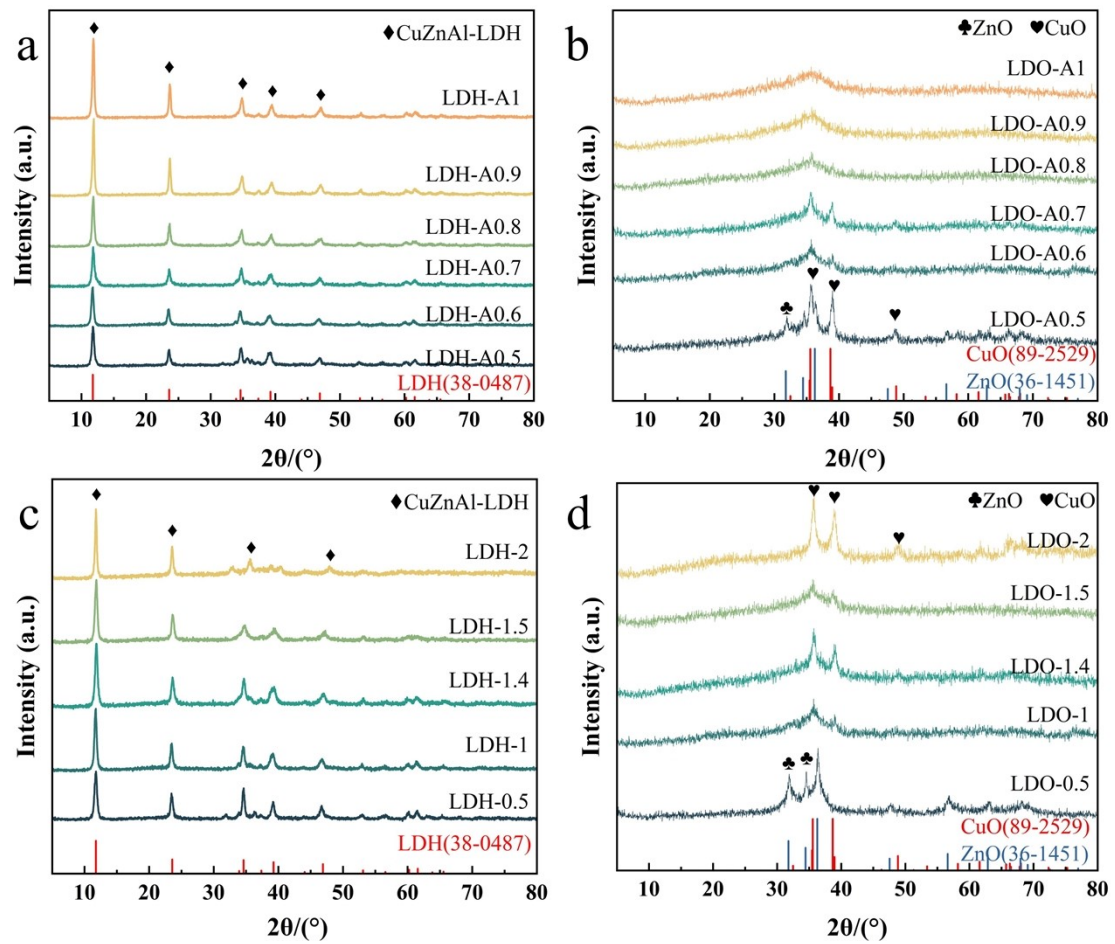 a
◆CuZnAl-LDH
LDH-A1
LDH-A0.9
LDH-A0.8
LDH-A0.7
LDH-A0.6
LDH-A0.5
LDH(38-0487)
Intensity (a.u.)
10 20 30 40 50 60 70 80
2θ/(°)
b
♣ZnO ♥CuO
LDO-A1
LDO-A0.9
LDO-A0.8
LDO-A0.7
LDO-A0.6
LDO-A0.5
CuO(89-2529)
ZnO(36-1451)
Intensity (a.u.)
10 20 30 40 50 60 70 80
2θ/(°)
c
◆CuZnAl-LDH
LDH-2
LDH-1.5
LDH-1.4
LDH-1
LDH-0.5
LDH(38-0487)
Intensity (a.u.)
10 20 30 40 50 60 70 80
2θ/(°)
d
♣ZnO ♥CuO
LDO-2
LDO-1.5
LDO-1.4
LDO-1
LDO-0.5
CuO(89-2529)
ZnO(36-1451)
Intensity (a.u.)
10 20 30 40 50 60 70 80
2θ/(°)